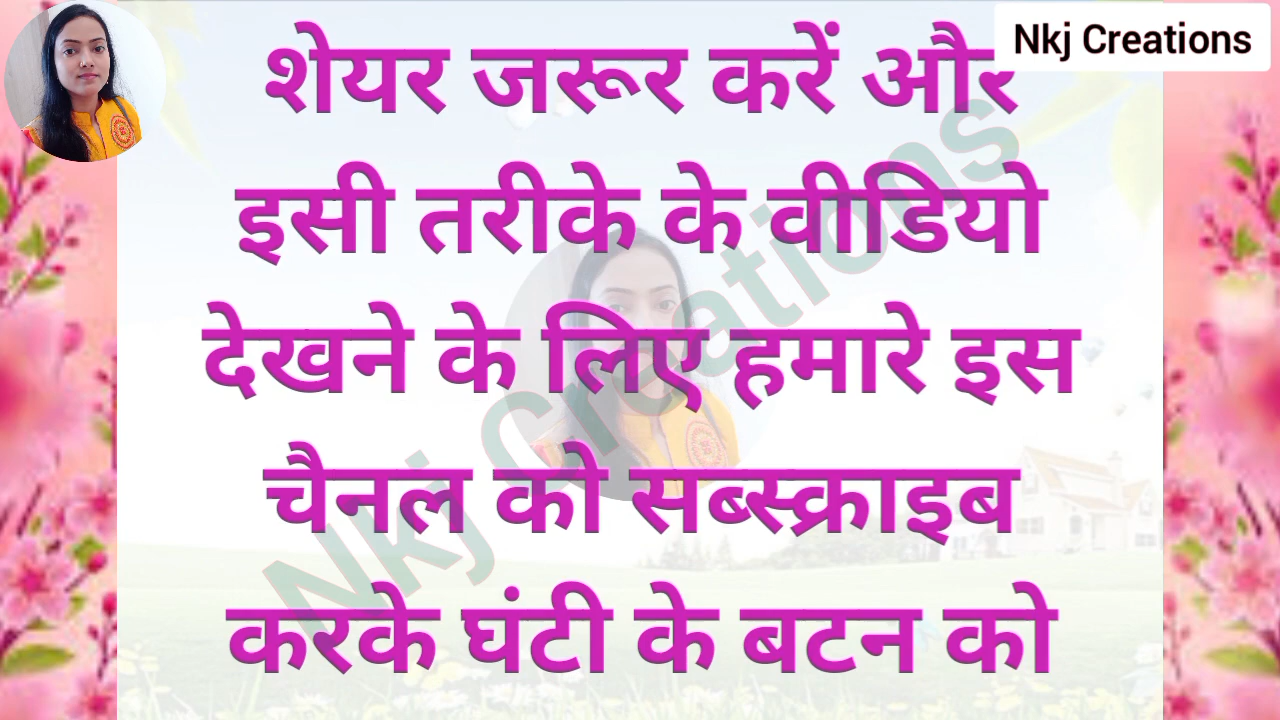 Nkj Creations
शेयर जरूर करें और
इसी तरीके के वीडियो
देखने के लिए हमारे इस
चैनल को सब्स्क्राइब
करके घंटी के बटन को
Nkj Creations